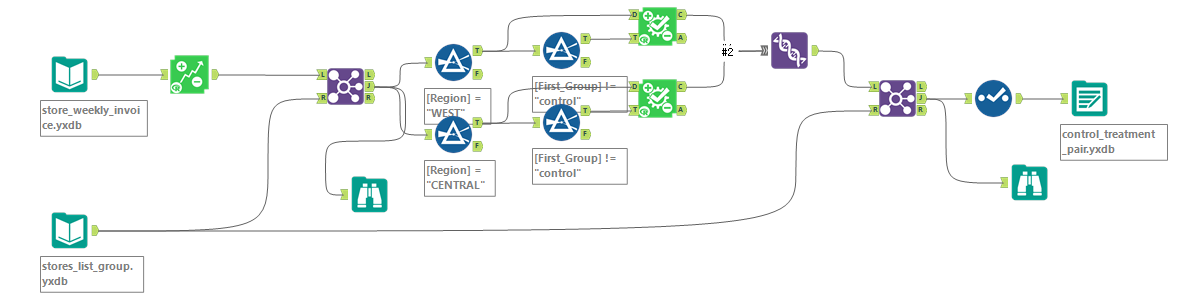 D
C
T
A
#2
T
F
T
F
L
R
L
J
R
[Region] =
"WEST"
[First_Group] !=
"control"
D
C
T
A
L
R
L
J
R
store_weekly_invoi
ce.yxdb
T
F
T
F
[Region] =
"CENTRAL"
[First_Group] !=
"control"
control_treatment
_pair.yxdb
stores_list_group.
yxdb